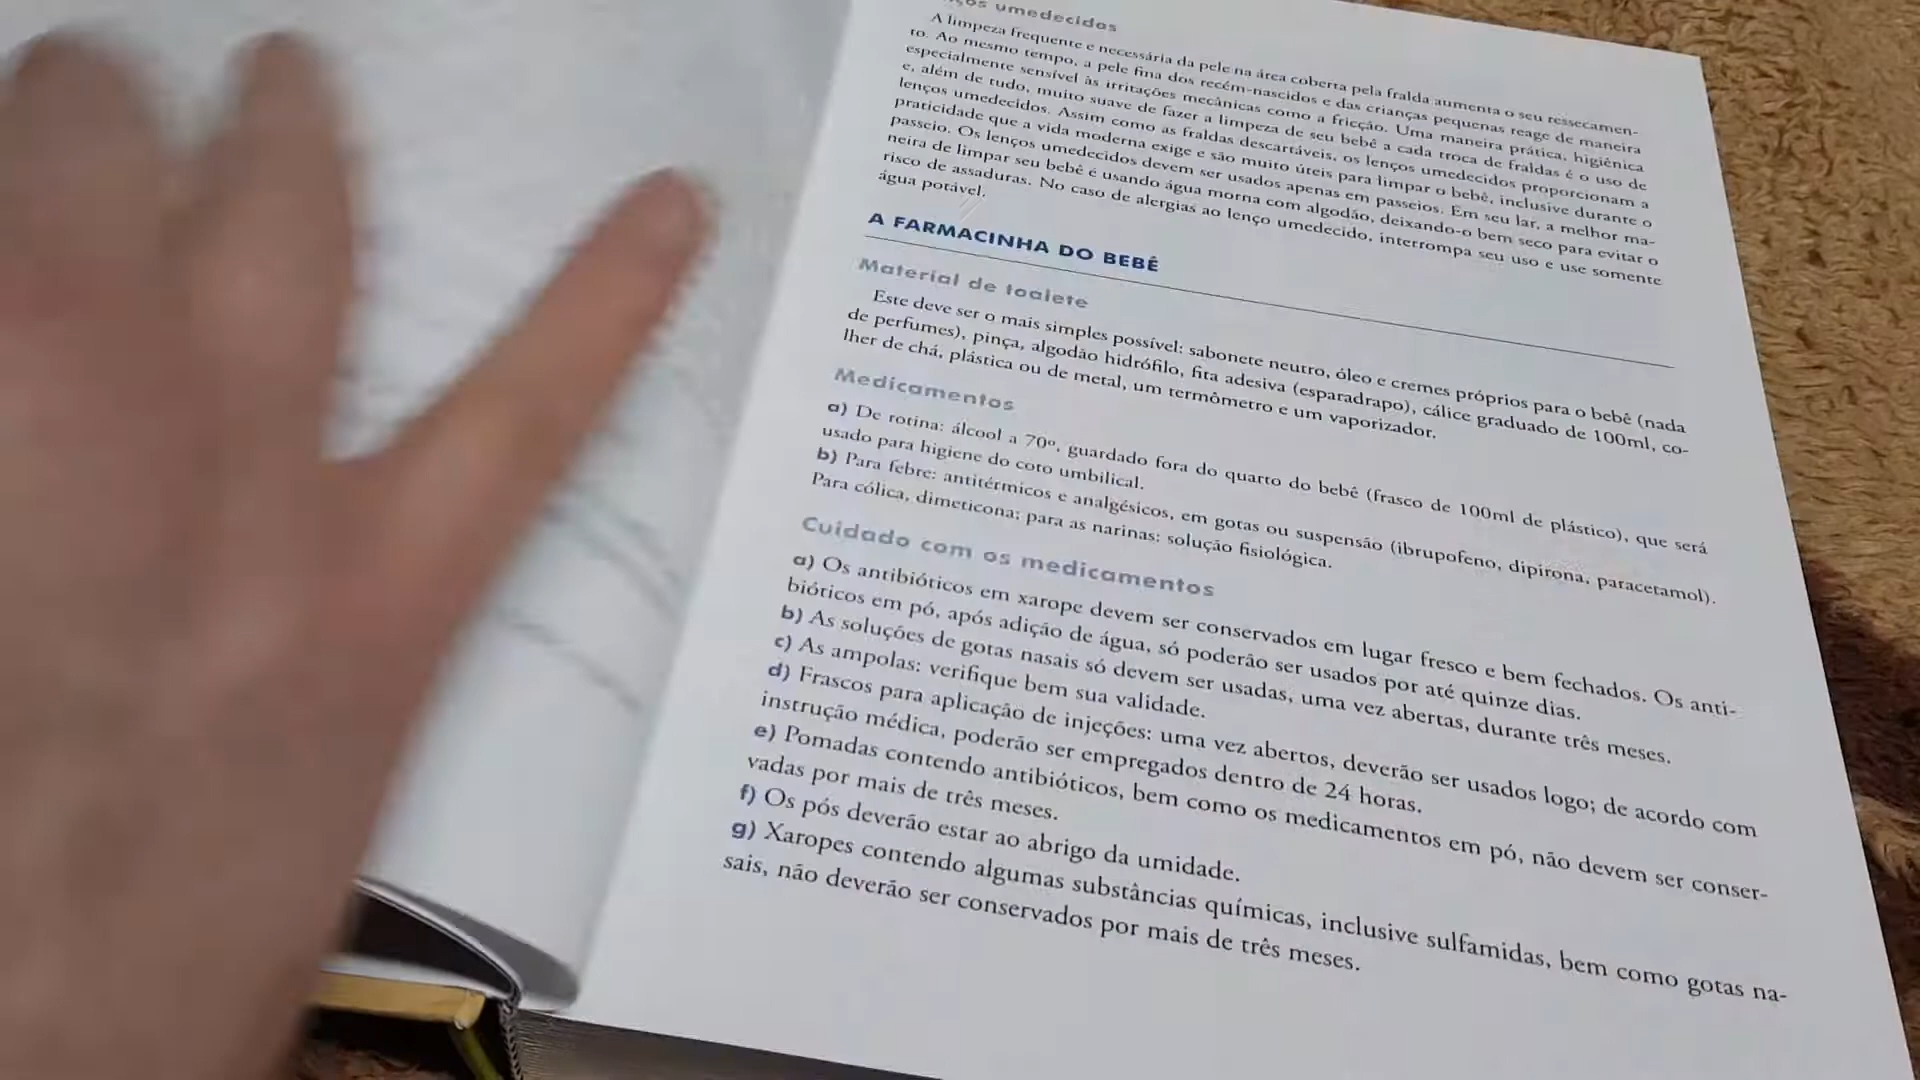 umedecidos
A limpeza frequente e necessária da pele na área coberta pela fralda aumenta o seu ressecamen-
to. Ao mesmo tempo, a pele fina dos recém-nascidos e das crianças pequenas reage de maneira
especialmente sensível às irritações mecânicas como a fricção. Uma maneira prática, higiênica
e, além de tudo, muito suave de fazer a limpeza de seu bebê a cada troca de fraldas é o uso de
lenços umedecidos. Assim como as fraldas descartáveis, os lenços umedecidos proporcionam a
praticidade que a vida moderna exige e são muito úteis para limpar o bebê, inclusive durante o
passeio. Os lenços umedecidos devem ser usados apenas em passeios. Em seu lar, a melhor ma-
neira de limpar seu bebê é usando água morna com algodão, deixando-o bem seco para evitar o
risco de assaduras. No caso de alergias ao lenço umedecido, interrompa seu uso e use somente
água potável.
A FARMACINHA DO BEBÊ
Material de toalete
Este deve ser o mais simples possível: sabonete neutro, óleo e cremes próprios para o bebê (nada
de perfumes), pinça, algodão hidrófilo, fita adesiva (esparadrapo), cálice graduado de 100ml, co-
lher de chá, plástica ou de metal, um termômetro e um vaporizador.
Medicamentos
a) De rotina: álcool a 70º, guardado fora do quarto do bebê (frasco de 100ml de plástico), que será
usado para higiene do coto umbilical.
b) Para febre: antitérmicos e analgésicos, em gotas ou suspensão (ibrupofeno, dipirona, paracetamol).
Para cólica, dimeticona; para as narinas: solução fisiológica.
Cuidado com os medicamentos
a) Os antibióticos em xarope devem ser conservados em lugar fresco e bem fechados. Os anti-
bióticos em pó, após adição de água, só poderão ser usados por até quinze dias.
b) As soluções de gotas nasais só devem ser usadas, uma vez abertas, durante três meses.
c) As ampolas: verifique bem sua validade.
d) Frascos para aplicação de injeções: uma vez abertos, deverão ser usados logo; de acordo com
instrução médica, poderão ser empregados dentro de 24 horas.
e) Pomadas contendo antibióticos, bem como os medicamentos em pó, não devem ser conser-
vadas por mais de três meses.
f) Os pós deverão estar ao abrigo da umidade.
g) Xaropes contendo algumas substâncias químicas, inclusive sulfamidas, bem como gotas na-
sais, não deverão ser conservados por mais de três meses.